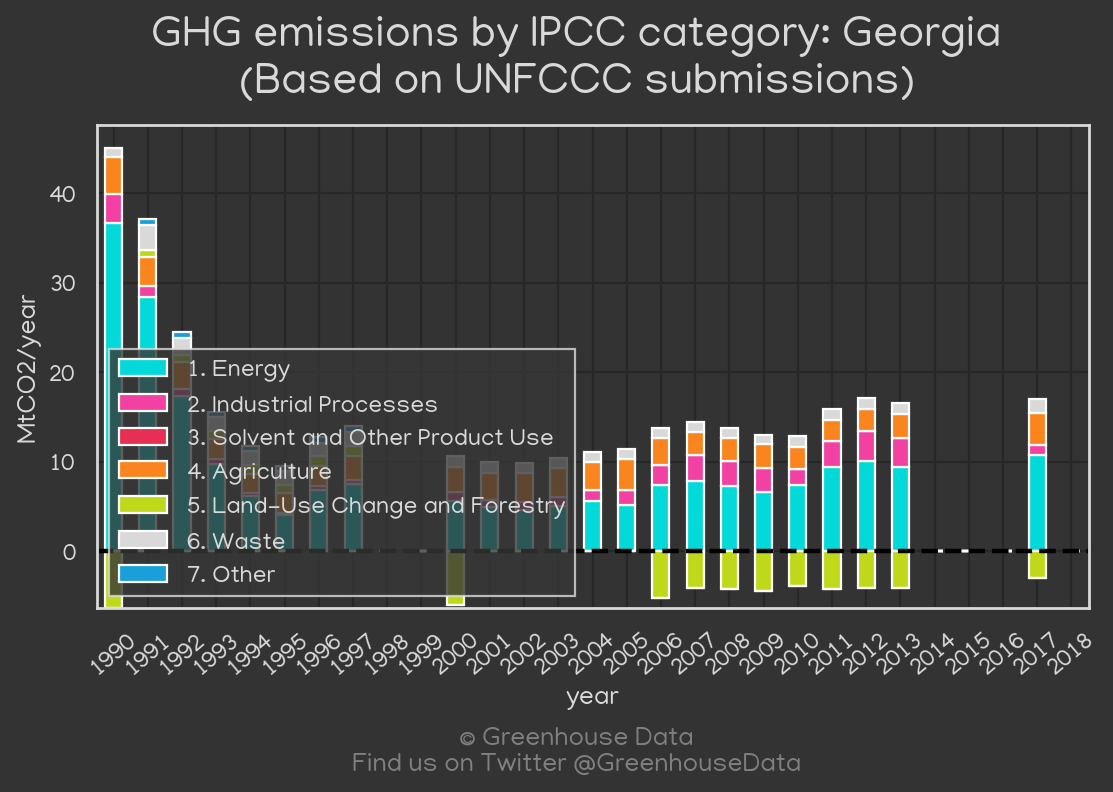 GHG emissions by IPCC category: Georgia
(Based on UNFCCC submissions)
MtCO2/year
40
30
20
10
0
1. Energy
2. Industrial Processes
3. Solvent and Other Product Use
4. Agriculture
5. Land-Use Change and Forestry
6. Waste
7. Other
1990 1991 1992 1993 1994 1995 1996 1997 1998 1999 2000 2001 2002 2003 2004 2005 2006 2007 2008 2009 2010 2011 2012 2013 2014 2015 2016 2017 2018
year
© Greenhouse Data
Find us on Twitter @GreenhouseData